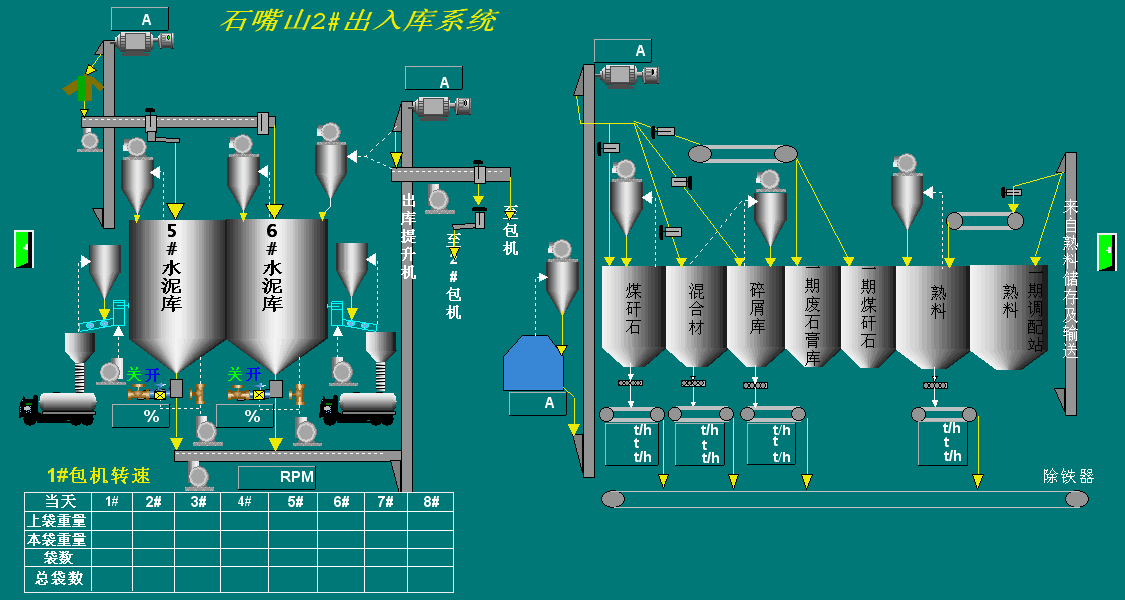 石嘴山2#出入库系统
A
A
A
5#水泥库
6#水泥库
出库提升机
至2#包机
至包机
关 开
关 开
%
%
RPM
1#包机转速
当天 1# 2# 3# 4# 5# 6# 7# 8#
上袋重量
本袋重量
袋数
总袋数
煤矸石
混合材
碎屑库
一期废石膏库
一期煤矸石
熟料
熟料
一期调配站
来自熟料储存及输送
A
t/h
t
t/h
t/h
t
t/h
t/h
t
t/h
t/h
t
t/h
除铁器